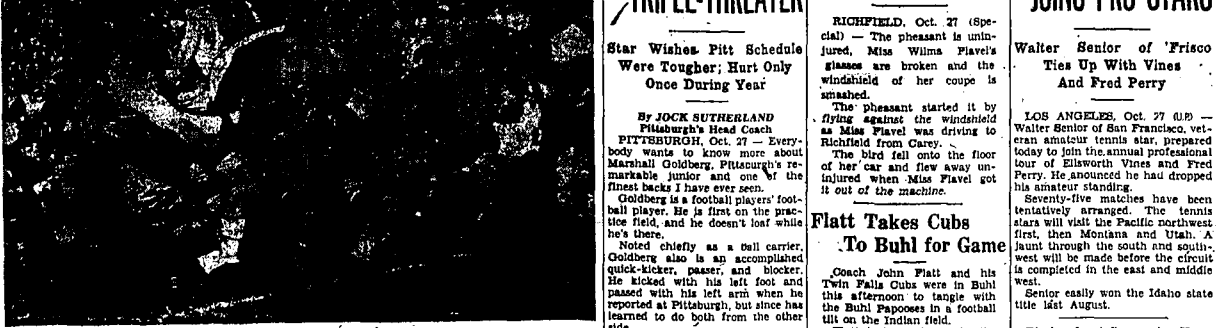 TRIPLE-THREATER
Star Wishes Pitt Schedule
Were Tougher; Hurt Only
Once During Year
By JOCK SUTHERLAND
Pittsburgh's Head Coach
PITTSBURGH, Oct. 27 — Every-
body wants to know more about
Marshall Goldberg, Pittsburgh's re-
markable junior and one of the
finest backs I have ever seen.
Goldberg is a football players' foot-
ball player. He is first on the prac-
tice field, and he doesn't loaf while
he's there.
Noted chiefly as a ball carrier,
Goldberg also is an accomplished
quick-kicker, passer, and blocker.
He kicked with his left foot and
passed with his left arm when he
reported at Pittsburgh, but since has
learned to do both from the other
side.
RICHFIELD, Oct. 27 (Spe-
cial) — The pheasant is unin-
jured, Miss Wilma Flavel's
glasses are broken and the
windshield of her coupe is
smashed.
The pheasant started it by
flying against the windshield
as Miss Flavel was driving to
Richfield from Carey.
The bird fell onto the floor
of her car and flew away un-
injured when Miss Flavel got
it out of the machine.
Flatt Takes Cubs
To Buhl for Game
Coach John Flatt and his
Twin Falls Cubs were in Buhl
this afternoon to tangle with
the Buhl Papooses in a football
tilt on the Indian field.
JOINS PRO STARS
Walter Senior of 'Frisco
Ties Up With Vines
And Fred Perry
LOS ANGELES, Oct. 27 (U.P.) —
Walter Senior of San Francisco, vet-
eran amateur tennis star, prepared
today to join the annual professional
tour of Ellsworth Vines and Fred
Perry. He anounced he had dropped
his amateur standing.
Seventy-five matches have been
tentatively arranged. The tennis
stars will visit the Pacific northwest
first, then Montana and Utah. A
jaunt through the south and south-
west will be made before the circuit
is completed in the east and middle
west.
Senior easily won the Idaho state
title last August.